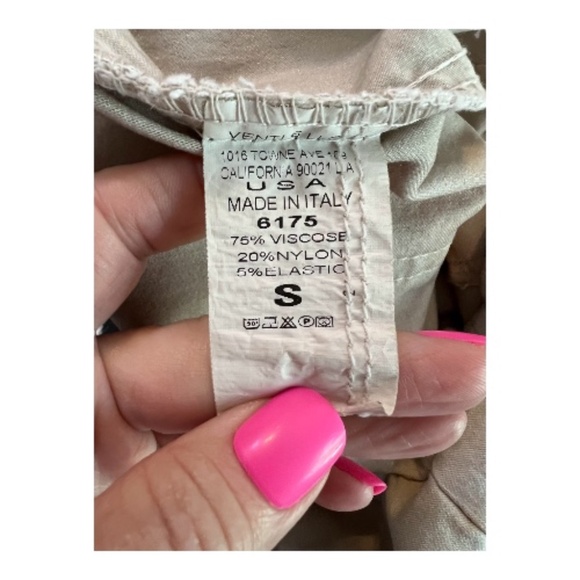 1016 TOWNE AVE
CALIFORNIA 90021 LA
USA
MADE IN ITALY
6175
75% VISCOSE
20%NYLON
5%ELASTIC
S